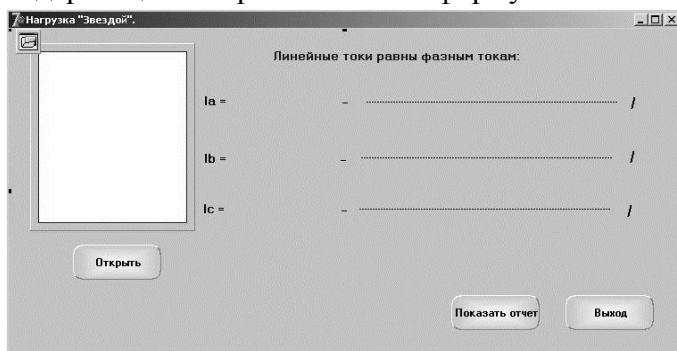 Нагрузка "Звездой".
Линейные токи равны фазным токам:
Ia = - /
Ib = - /
Ic = - /
Открыть
Показать отчет Выход